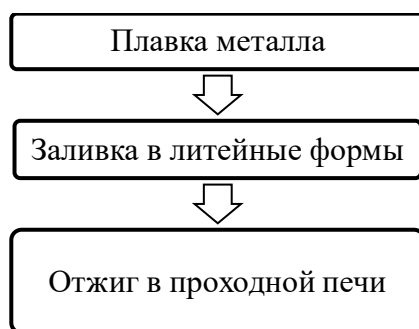 Плавка металла
Заливка в литейные формы
Отжиг в проходной печи